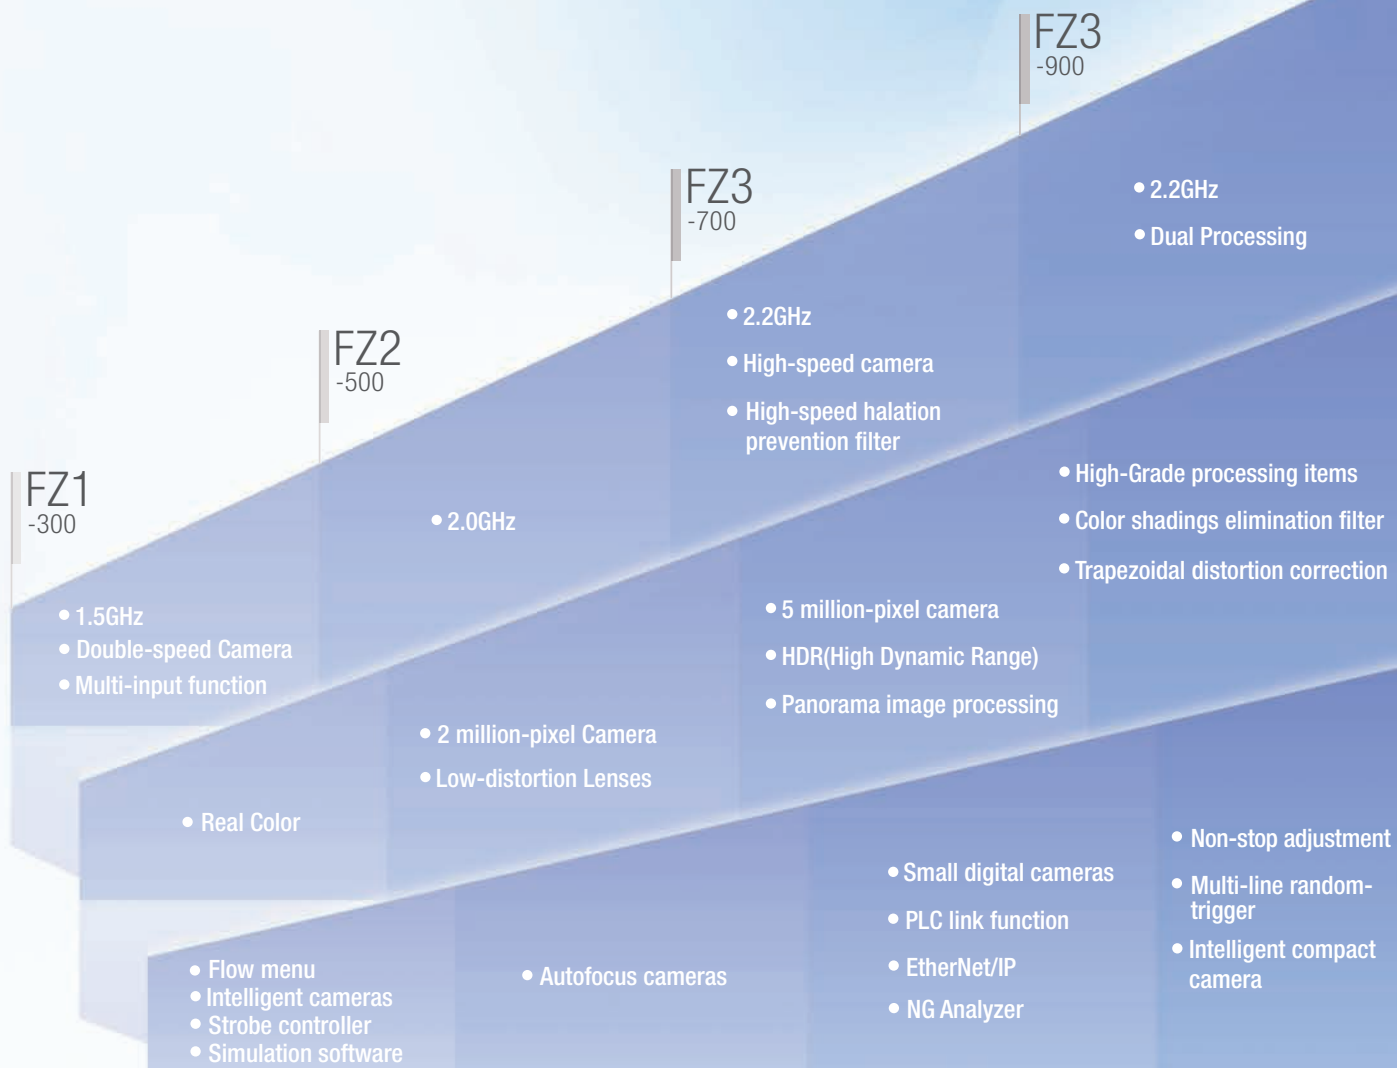 FZ1
-300
• 1.5GHz
• Double-speed Camera
• Multi-input function
• Real Color
• Flow menu
• Intelligent cameras
• Strobe controller
• Simulation software
FZ2
-500
• 2.0GHz
• 2 million-pixel Camera
• Low-distortion Lenses
• Autofocus cameras
FZ3
-700
• 2.2GHz
• High-speed camera
• High-speed halation
prevention filter
• 5 million-pixel camera
• HDR(High Dynamic Range)
• Panorama image processing
• Small digital cameras
• PLC link function
• EtherNet/IP
• NG Analyzer
FZ3
-900
• 2.2GHz
• Dual Processing
• High-Grade processing items
• Color shadings elimination filter
• Trapezoidal distortion correction
• Non-stop adjustment
• Multi-line random-
trigger
• Intelligent compact
camera